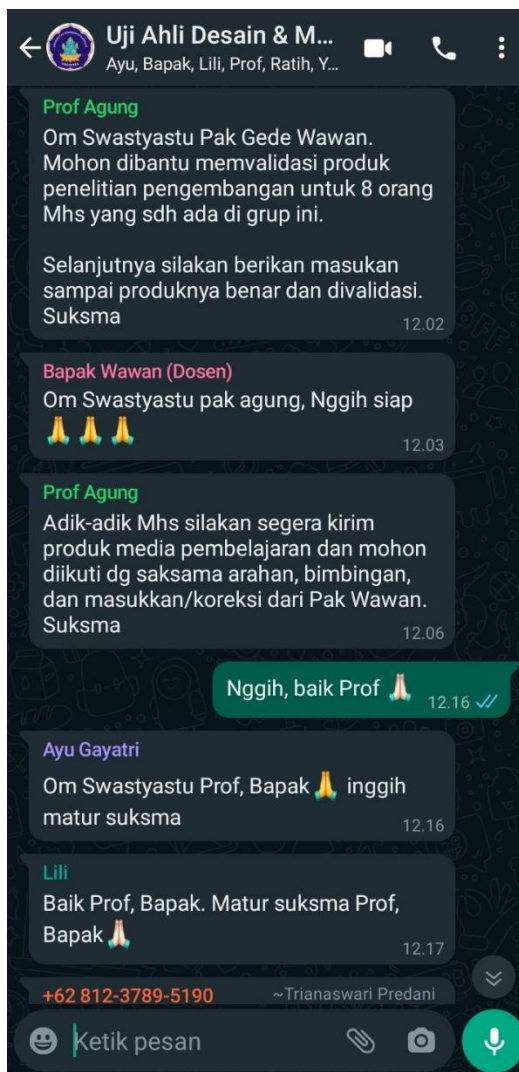 Uji Ahli Desain & M...
Ayu, Bapak, Lili, Prof, Ratih, Y...
Prof Agung
Om Swastyastu Pak Gede Wawan.
Mohon dibantu memvalidasi produk
penelitian pengembangan untuk 8 orang
Mhs yang sdh ada di grup ini.
Selanjutnya silakan berikan masukan
sampai produknya benar dan divalidasi.
Suksma
12.02
Bapak Wawan (Dosen)
Om Swastyastu pak agung, Nggih siap
🙏🙏🙏
12.03
Prof Agung
Adik-adik Mhs silakan segera kirim
produk media pembelajaran dan mohon
diikuti dg saksama arahan, bimbingan,
dan masukkan/koreksi dari Pak Wawan.
Suksma
12.06
Nggih, baik Prof 🙏🏻
12.16
Ayu Gayatri
Om Swastyastu Prof, Bapak 🙏 inggih
matur suksma
12.16
Lili
Baik Prof, Bapak. Matur suksma Prof,
Bapak 🙏🏻
12.17
+62 812-3789-5190 ~Trianaswari Predani
Ketik pesan